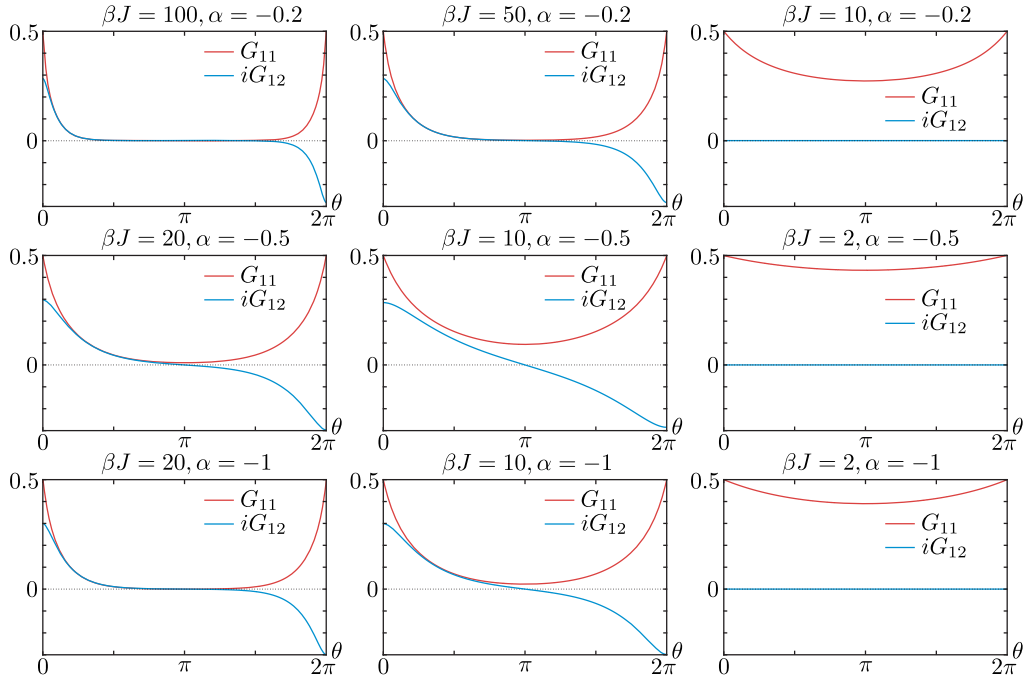 βJ = 100, α = −0.2
0.5
G₁₁
iG₁₂
0
0 π 2π θ
βJ = 50, α = −0.2
0.5
G₁₁
iG₁₂
0
0 π 2π θ
βJ = 10, α = −0.2
0.5
G₁₁
iG₁₂
0
0 π 2π θ
βJ = 20, α = −0.5
0.5
G₁₁
iG₁₂
0
0 π 2π θ
βJ = 10, α = −0.5
0.5
G₁₁
iG₁₂
0
0 π 2π θ
βJ = 2, α = −0.5
0.5
G₁₁
iG₁₂
0
0 π 2π θ
βJ = 20, α = −1
0.5
G₁₁
iG₁₂
0
0 π 2π θ
βJ = 10, α = −1
0.5
G₁₁
iG₁₂
0
0 π 2π θ
βJ = 2, α = −1
0.5
G₁₁
iG₁₂
0
0 π 2π θ